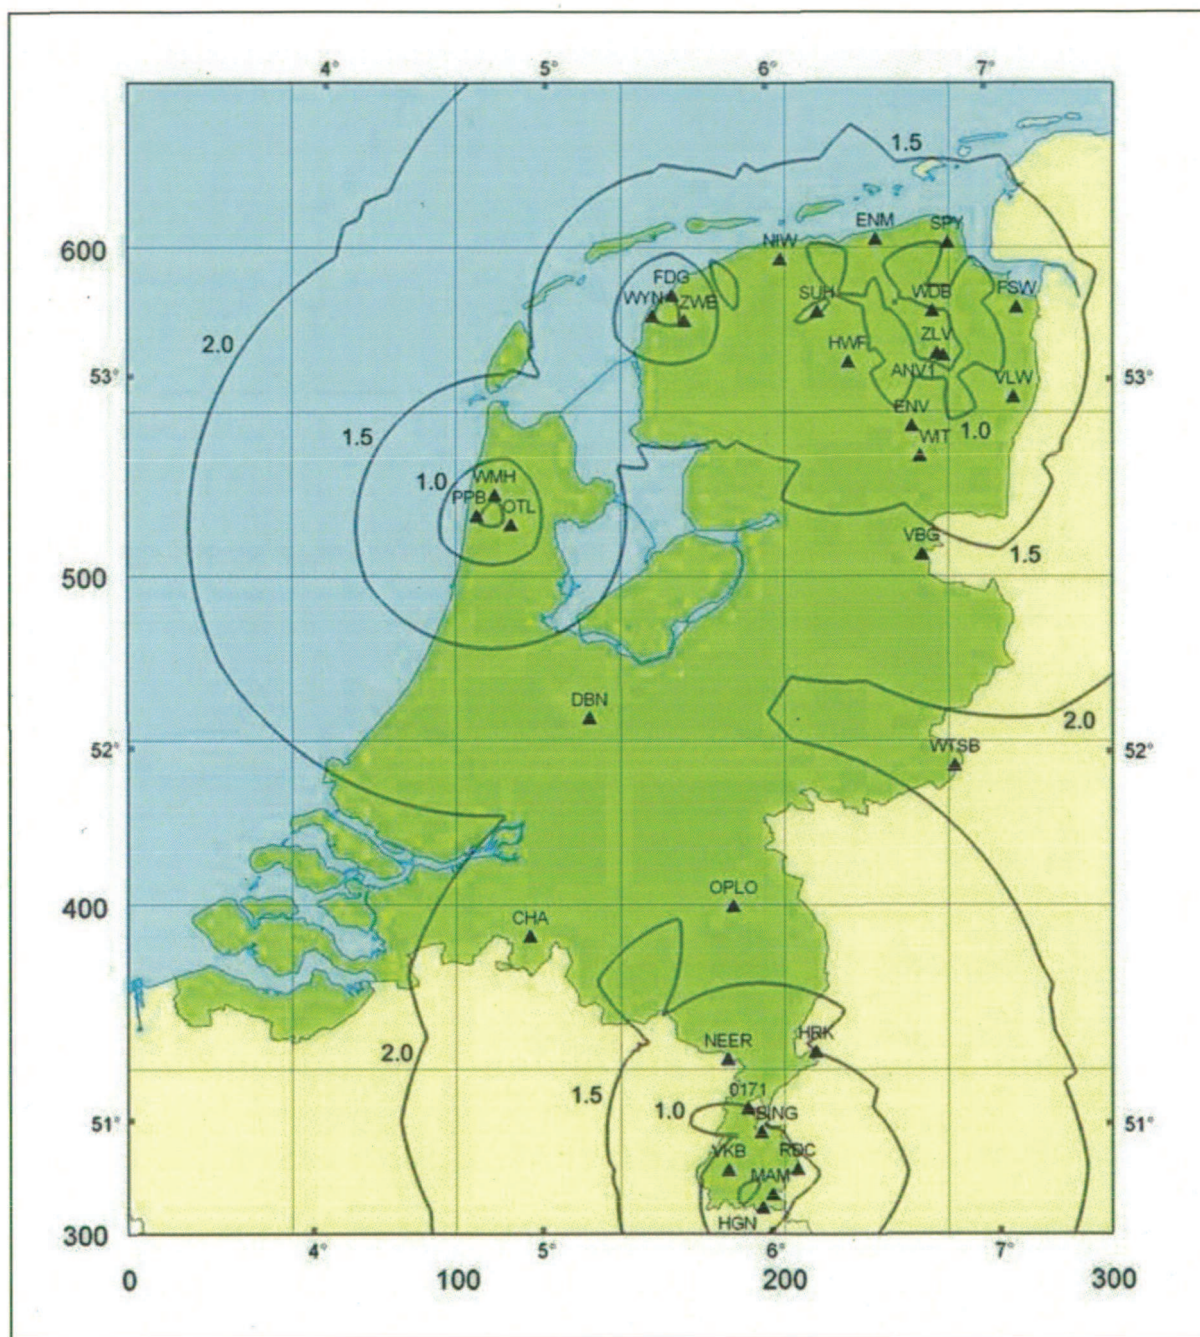 4° 5° 6° 7°
1.5
ENM SPY
600
NIW
FDG
WYN ZWE SUH WDB FSW
2.0
HWF ZLV
53° ANV1 VLW 53°
ENV
1.5 1.0
WIT
1.0 WMH
PPB OTL
VBG
1.5
500
DBN
2.0
52° WTSB 52°
OPLO
400
CHA
2.0 NEER HRK
1.5 0171
1.0
SING
51° 51°
VKB RDC
MAM
HGN
300
4° 5° 6° 7°
0 100 200 300